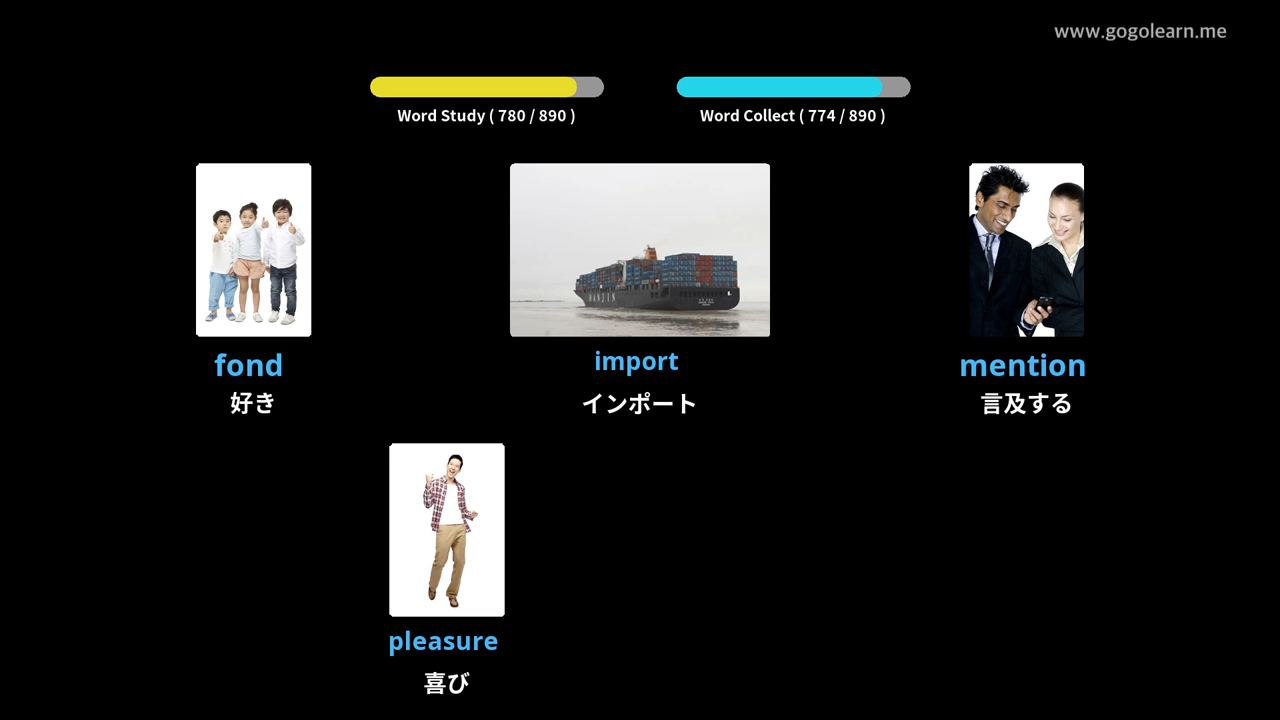 www.gogolearn.me
Word Study ( 780 / 890 )
Word Collect ( 774 / 890 )
HANJIN
fond
import
mention
好き
インポート
言及する
pleasure
喜び